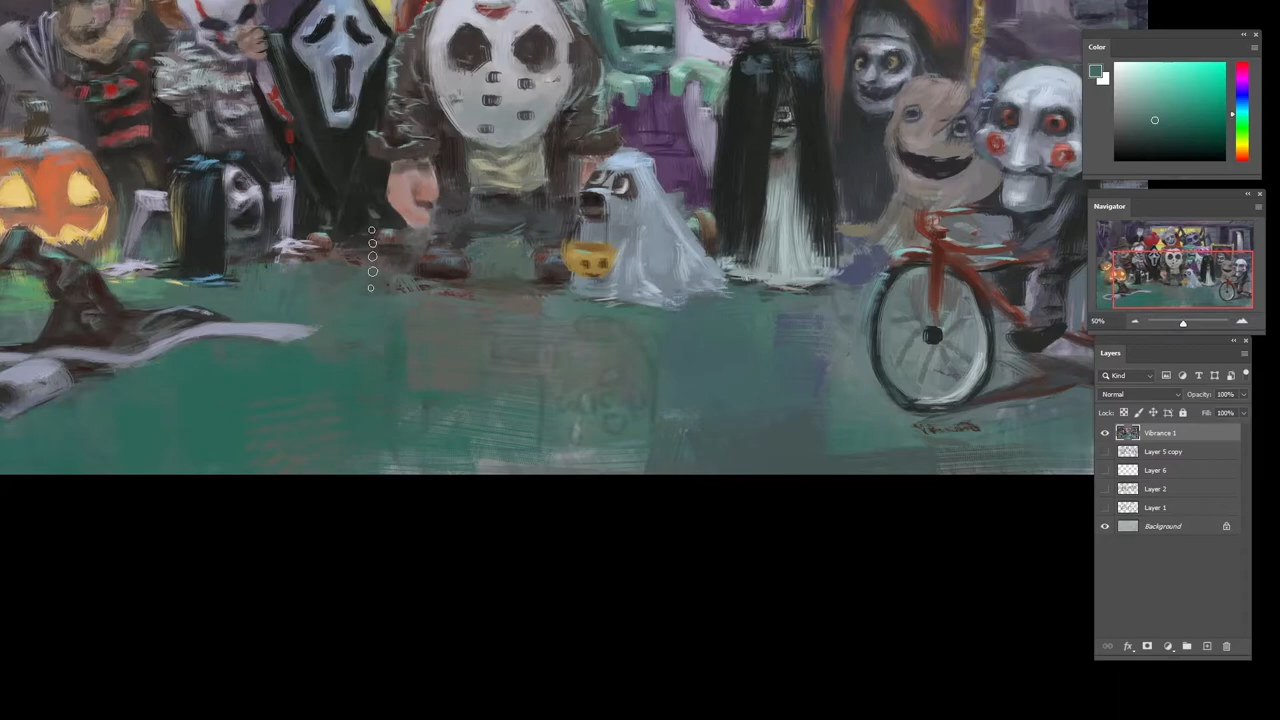 Color
Navigator
50%
Layers
Kind
Normal
Opacity: 100%
Lock:
Fill: 100%
Vibrance 1
Layer 5 copy
Layer 6
Layer 2
Layer 1
Background
fx